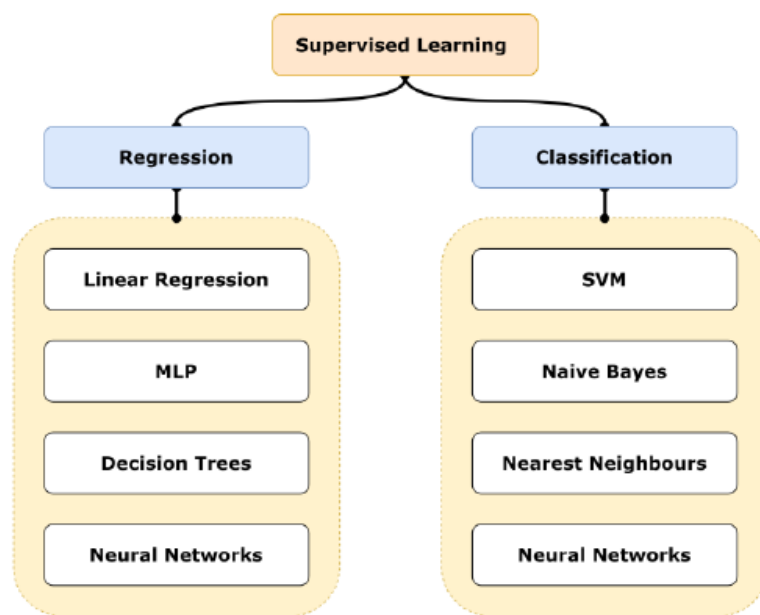 Supervised Learning
Regression
Classification
Linear Regression
MLP
Decision Trees
Neural Networks
SVM
Naive Bayes
Nearest Neighbours
Neural Networks